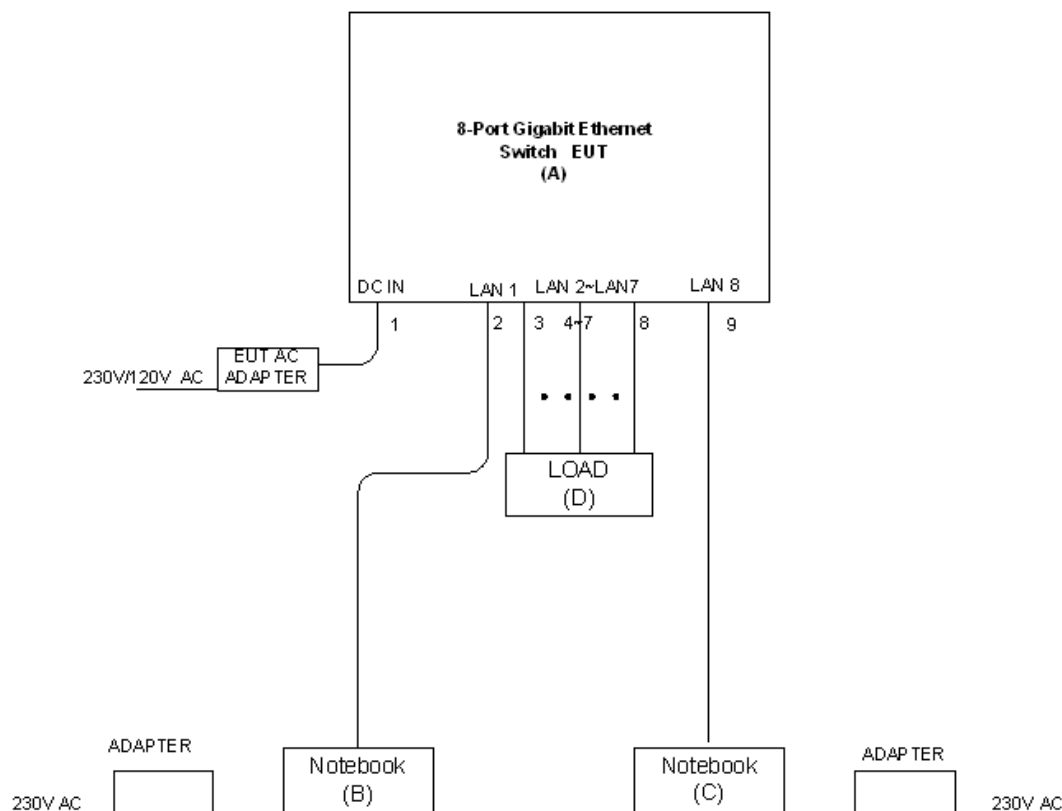 8-Port Gigabit Ethernet
Switch EUT
(A)
DC IN
LAN 1
LAN 2~LAN7
LAN 8
1
2
3
4~7
8
9
EUT AC
ADAPTER
230V/120V AC
LOAD
(D)
ADAPTER
Notebook
(B)
Notebook
(C)
ADAPTER
230V AC
230V AC